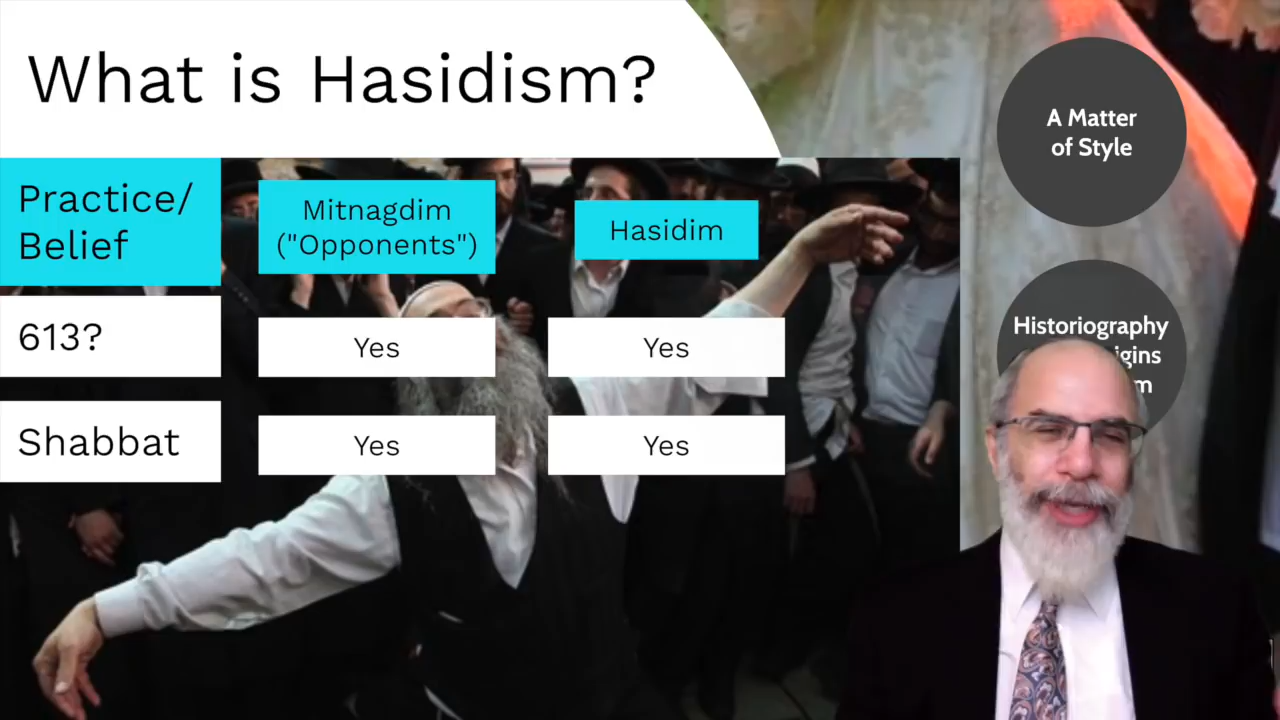 What is Hasidism?
A Matter
of Style
Practice/
Belief
Mitnagdim
("Opponents")
Hasidim
613?
Yes
Yes
Shabbat
Yes
Yes
Historiography